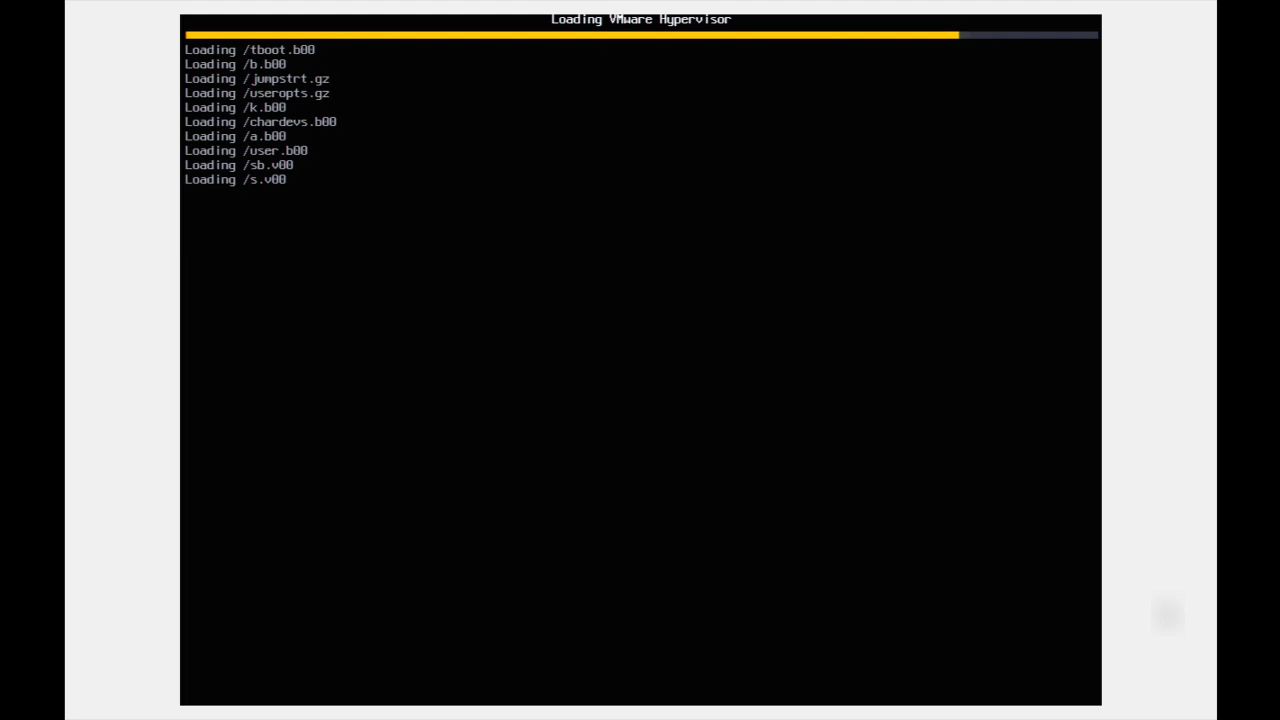 Loading VMware Hypervisor
Loading /tboot.b00
Loading /b.b00
Loading /jumpstrt.gz
Loading /useropts.gz
Loading /k.b00
Loading /chardevs.b00
Loading /a.b00
Loading /user.b00
Loading /sb.v00
Loading /s.v00